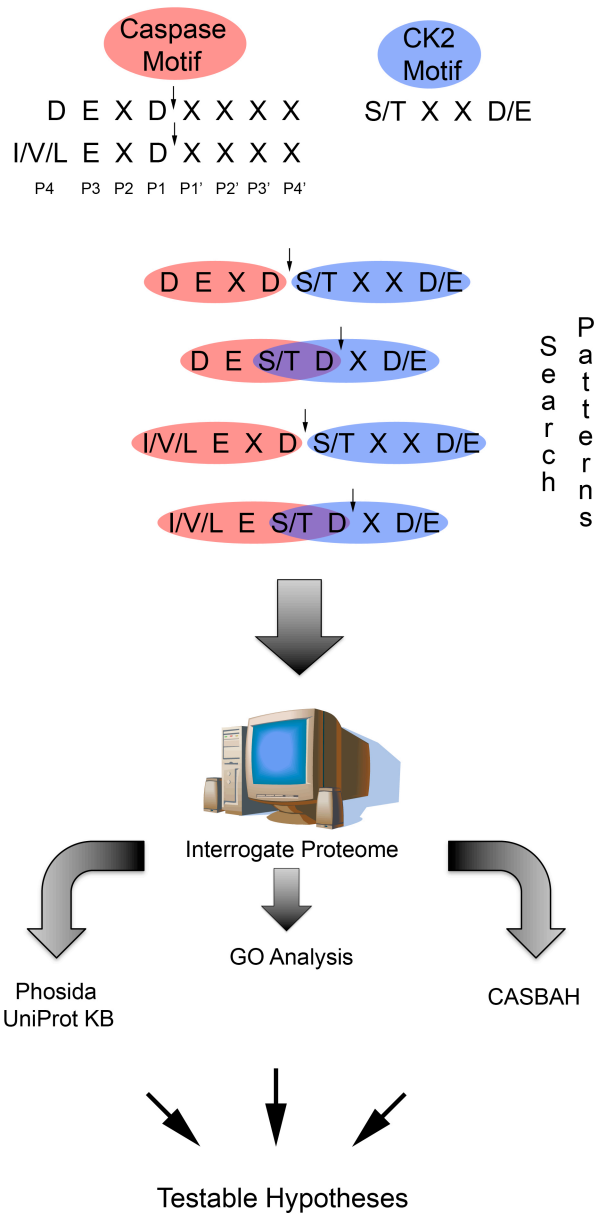 Caspase
Motif
CK2
Motif
D E X D X X X X
S/T X X D/E
I/V/L E X D X X X X
P4 P3 P2 P1 P1' P2' P3' P4'
D E X D S/T X X D/E
D E S/T D X D/E
I/V/L E X D S/T X X D/E
I/V/L E S/T D X D/E
Search
Patterns
Interrogate Proteome
GO Analysis
Phosida
UniProt KB
CASBAH
Testable Hypotheses